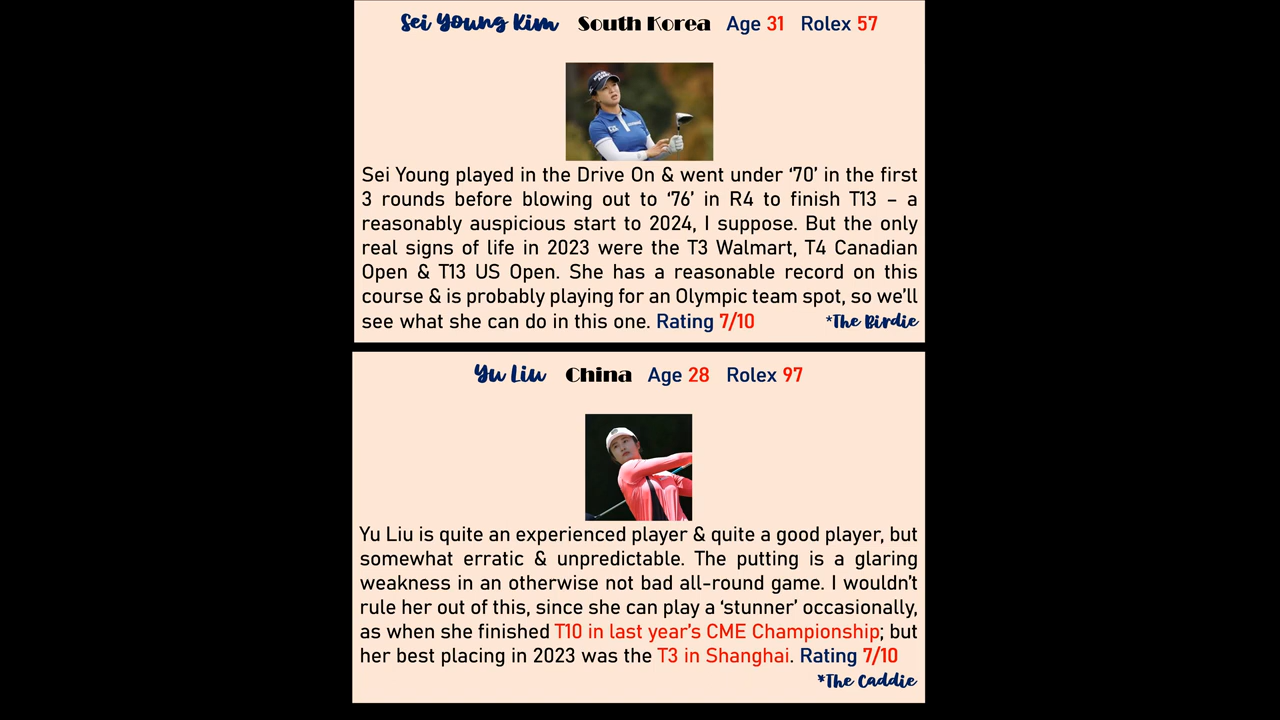 Sei Young Kim South Korea Age 31 Rolex 57
Sei Young played in the Drive On & went under ‘70’ in the first
3 rounds before blowing out to ‘76’ in R4 to finish T13 – a
reasonably auspicious start to 2024, I suppose. But the only
real signs of life in 2023 were the T3 Walmart, T4 Canadian
Open & T13 US Open. She has a reasonable record on this
course & is probably playing for an Olympic team spot, so we’ll
see what she can do in this one. Rating 7/10 *The Birdie
Yu Liu China Age 28 Rolex 97
Yu Liu is quite an experienced player & quite a good player, but
somewhat erratic & unpredictable. The putting is a glaring
weakness in an otherwise not bad all-round game. I wouldn’t
rule her out of this, since she can play a ‘stunner’ occasionally,
as when she finished T10 in last year’s CME Championship; but
her best placing in 2023 was the T3 in Shanghai. Rating 7/10
*The Caddie